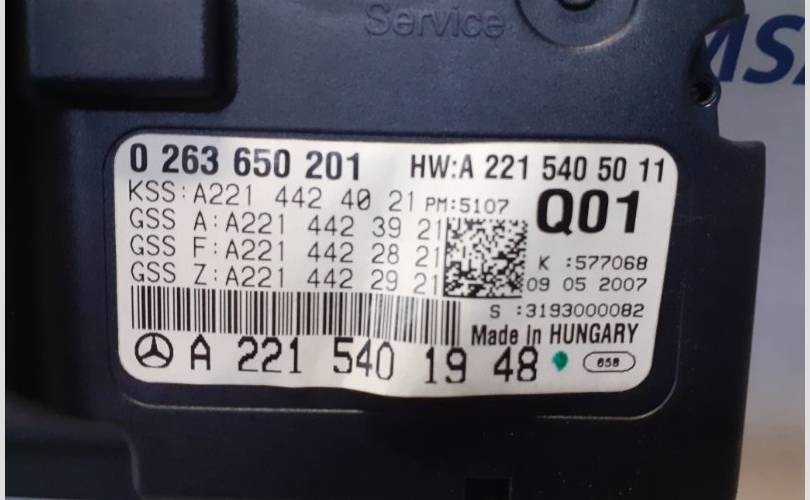 Service
0 263 650 201 HW:A 221 540 50 11
KSS:A221 442 40 21 PM:5107 Q01
GSS A:A221 442 39 21
GSS F:A221 442 28 21 K :577068
GSS Z:A221 442 29 21 09 05 2007
S :3193000082
Made in HUNGARY
A 221 540 19 48 658